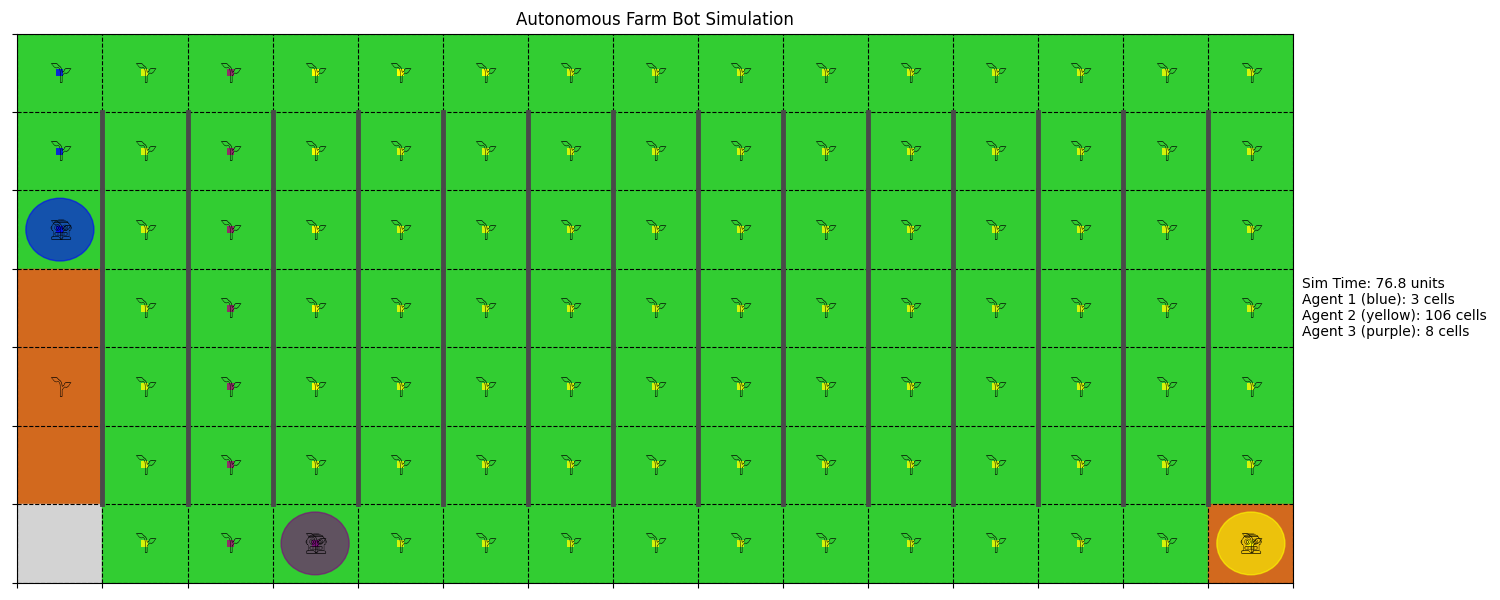 Autonomous Farm Bot Simulation
Sim Time: 76.8 units
Agent 1 (blue): 3 cells
Agent 2 (yellow): 106 cells
Agent 3 (purple): 8 cells